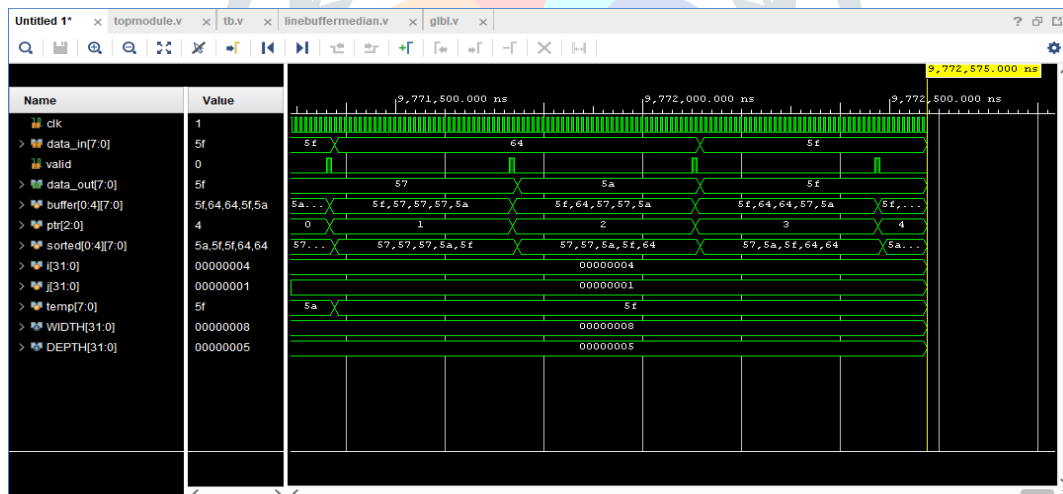 Untitled 1* × topmodule.v × tb.v × linebuffermedian.v × glbl.v × ?
9,772,575.000 ns
Name Value 9,771,500.000 ns 9,772,000.000 ns 9,772,500.000 ns
clk 1
> data_in[7:0] 5f 5f 64 5f
valid 0
> data_out[7:0] 5f 57 5a 5f
> buffer[0:4][7:0] 5f,64,64,5f,5a 5a... 5f,57,57,57,5a 5f,64,57,57,5a 5f,64,64,57,5a 5f,...
> ptr[2:0] 4 0 1 2 3 4
> sorted[0:4][7:0] 5a,5f,5f,64,64 57... 57,57,57,5a,5f 57,57,5a,5f,64 57,5a,5f,64,64 5a...
> i[31:0] 00000004 00000004
> j[31:0] 00000001 00000001
> temp[7:0] 5f 5a 5f
> WIDTH[31:0] 00000008 00000008
> DEPTH[31:0] 00000005 00000005